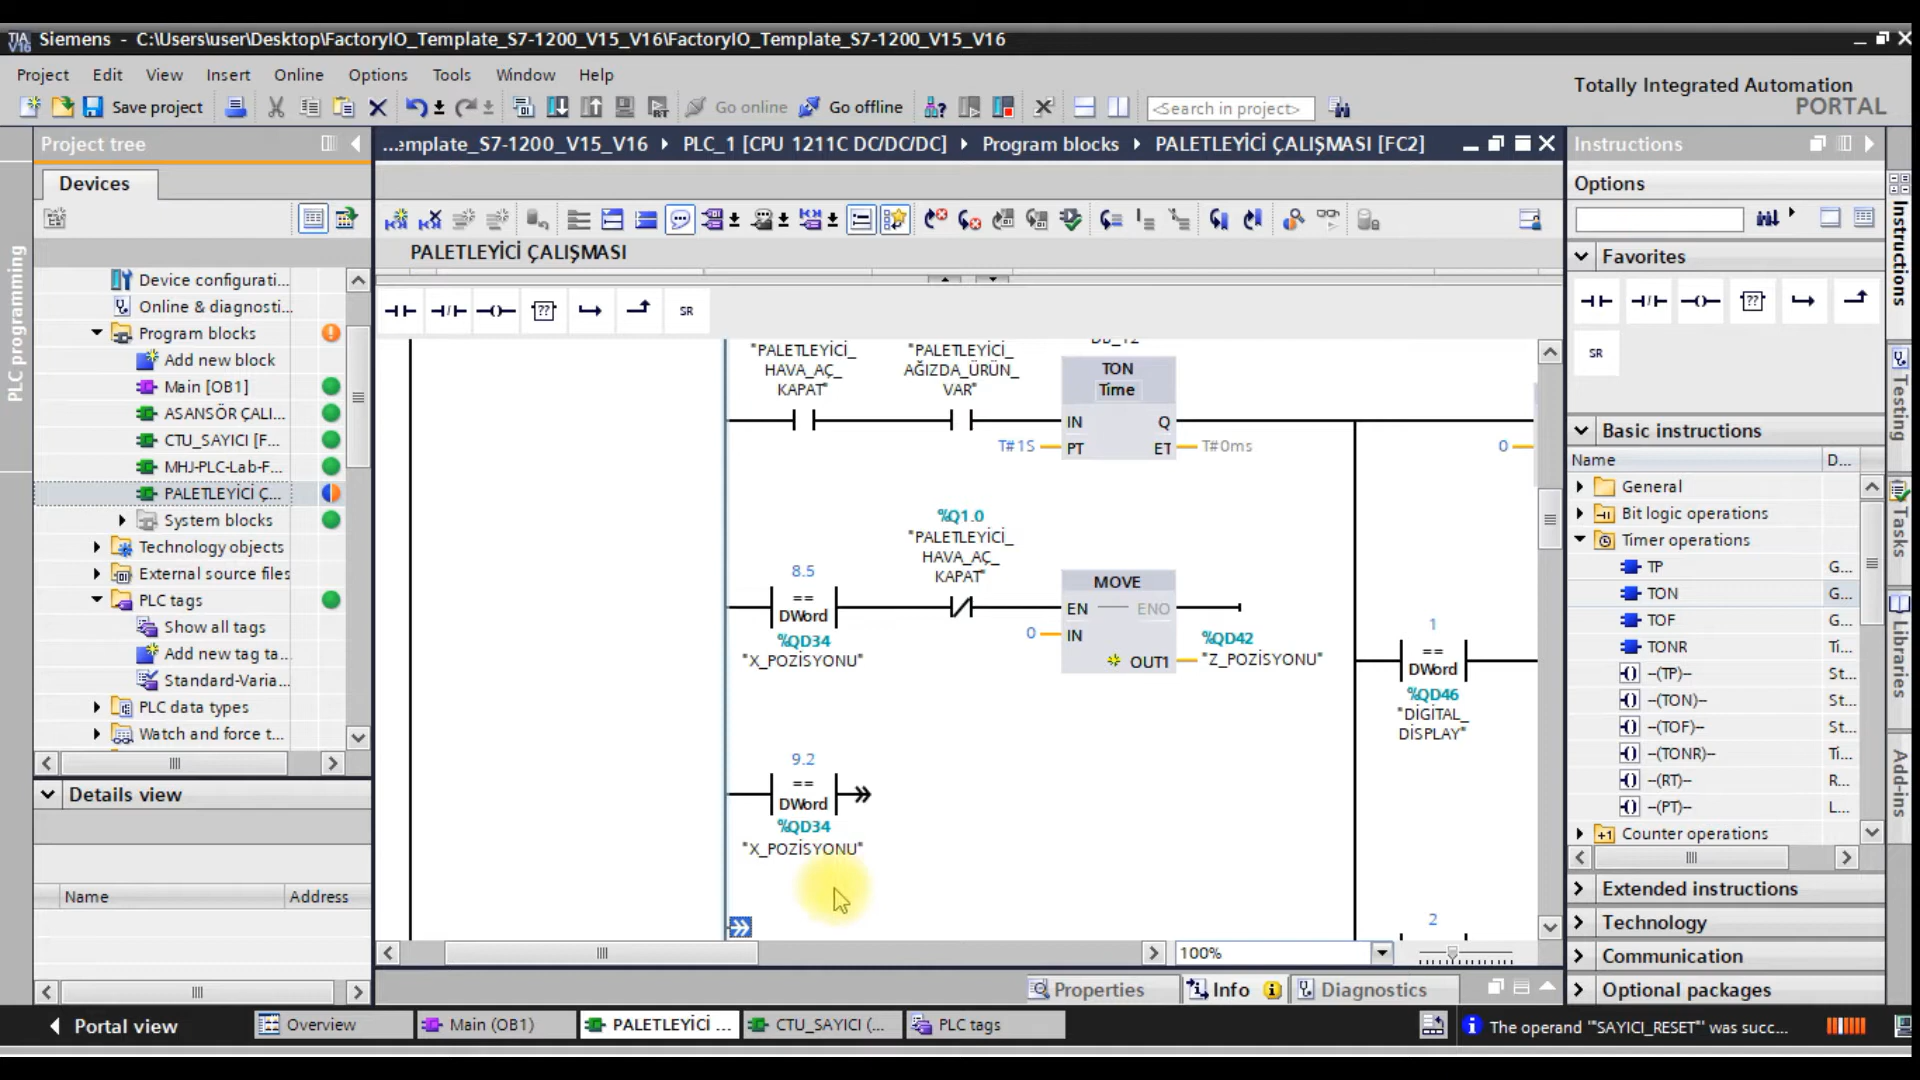 Siemens - C:\Users\user\Desktop\FactoryIO_Template_S7-1200_V15_V16\FactoryIO_Template_S7-1200_V15_V16
Project Edit View Insert Online Options Tools Window Help
Totally Integrated Automation
PORTAL
Save project
Go online
Go offline
<Search in project>
Project tree
...emplate_S7-1200_V15_V16 PLC_1 [CPU 1211C DC/DC/DC] Program blocks PALETLEYİCİ ÇALIŞMASI [FC2]
Instructions
Devices
Options
PALETLEYİCİ ÇALIŞMASI
Favorites
SR
SR
PLC programming
Device configurati...
Online & diagnosti...
Program blocks
Add new block
Main [OB1]
ASANSÖR ÇALI...
CTU_SAYICI [F...
MHJ-PLC-Lab-F...
PALETLEYİCİ Ç...
System blocks
Technology objects
External source files
PLC tags
Show all tags
Add new tag ta...
Standard-Varia...
PLC data types
Watch and force t...
Details view
Name Address
"PALETLEYİCİ_
HAVA_AÇ_
KAPAT"
"PALETLEYİCİ_
AĞIZDA_ÜRÜN_
VAR"
TON
Time
IN Q
T#1S PT ET T#0ms
0
%Q1.0
"PALETLEYİCİ_
HAVA_AÇ_
KAPAT"
8.5
==
DWord
%QD34
"X_POZİSYONU"
MOVE
EN ENO
0 IN
OUT1
%QD42
"Z_POZİSYONU"
1
==
DWord
%QD46
"DİGİTAL_
DİSPLAY"
9.2
==
DWord
%QD34
"X_POZİSYONU"
2
100%
Basic instructions
Name D...
General
Bit logic operations
Timer operations
TP G...
TON G...
TOF G...
TONR Ti...
-(TP)- St...
-(TON)- St...
-(TOF)- St...
-(TONR)- Ti...
-(RT)- R...
-(PT)- L...
Counter operations
Extended instructions
Technology
Communication
Optional packages
Instructions
Testing
Tasks
Libraries
Add-ins
Properties Info Diagnostics
Portal view
Overview
Main (OB1)
PALETLEYİCİ ...
CTU_SAYICI (...
PLC tags
The operand '"SAYICI_RESET"' was succ...